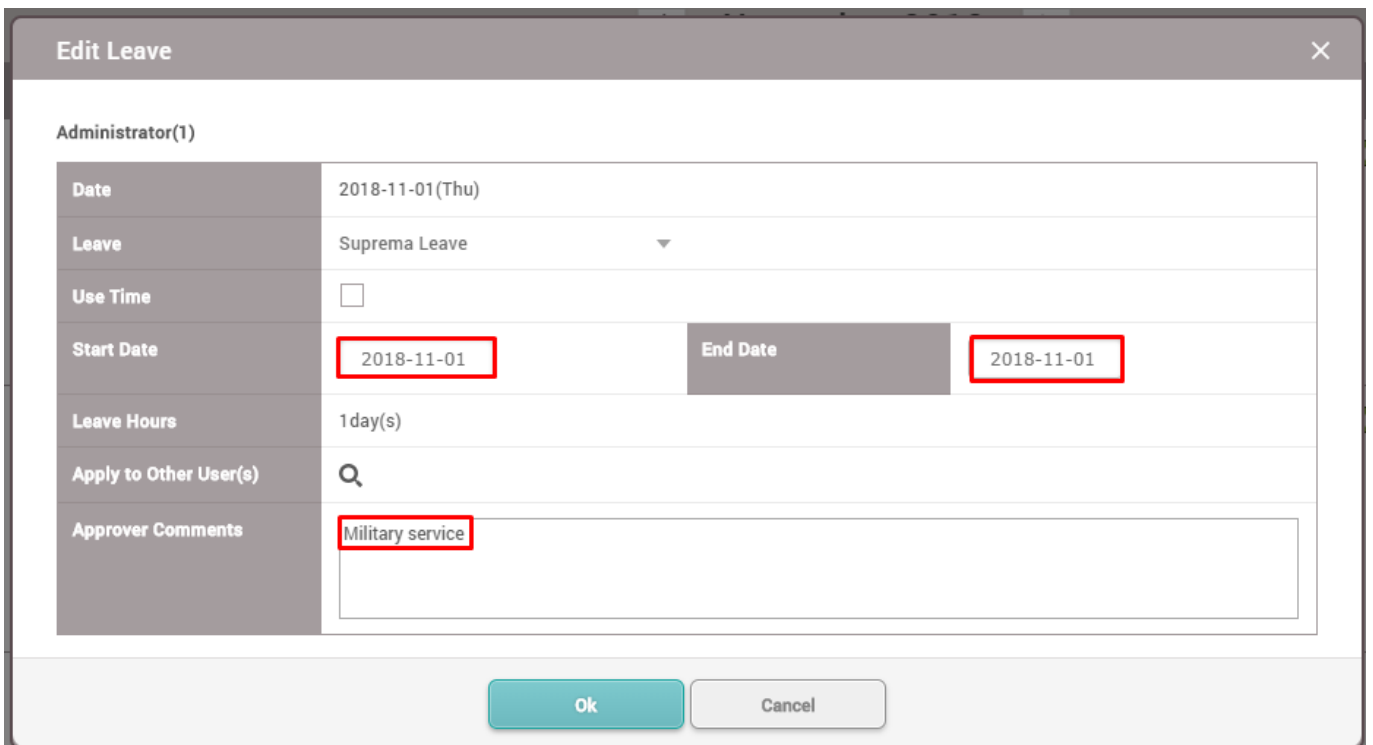 Edit Leave
Administrator(1)
Date 2018-11-01(Thu)
Leave Suprema Leave
Use Time
Start Date 2018-11-01 End Date 2018-11-01
Leave Hours 1day(s)
Apply to Other User(s)
Approver Comments Military service
Ok Cancel